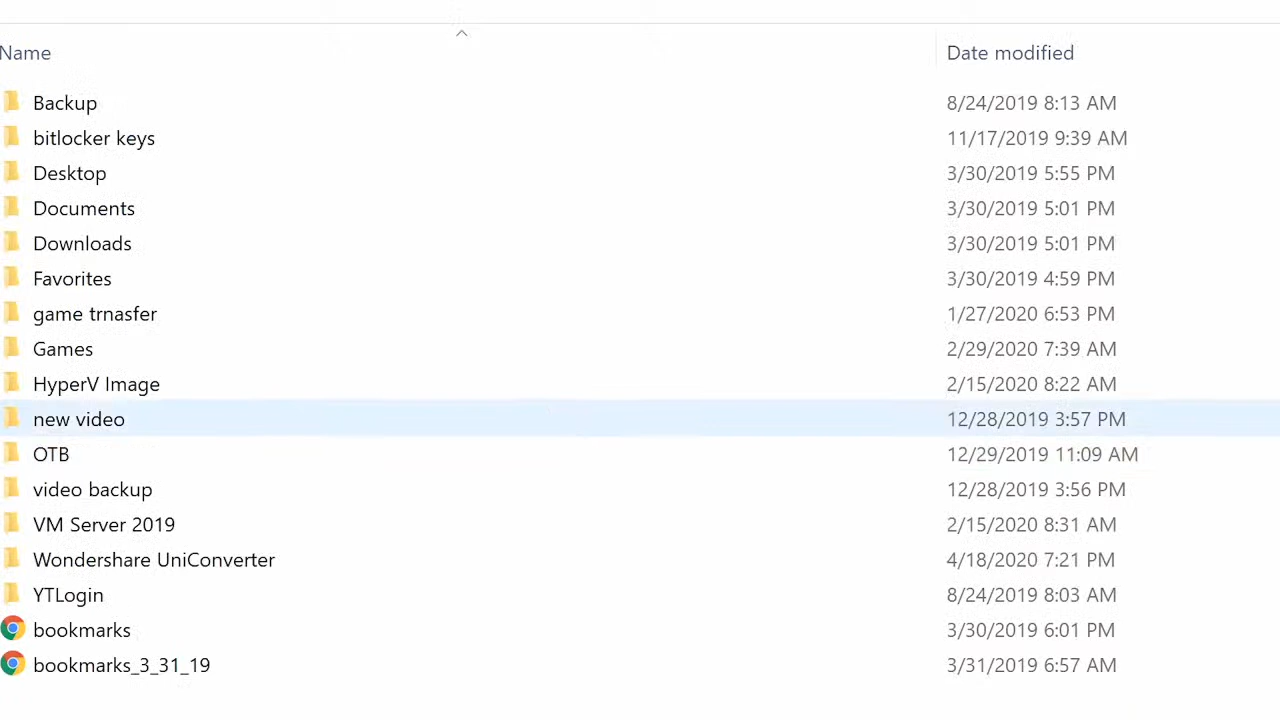 Name Date modified
Backup 8/24/2019 8:13 AM
bitlocker keys 11/17/2019 9:39 AM
Desktop 3/30/2019 5:55 PM
Documents 3/30/2019 5:01 PM
Downloads 3/30/2019 5:01 PM
Favorites 3/30/2019 4:59 PM
game trnasfer 1/27/2020 6:53 PM
Games 2/29/2020 7:39 AM
HyperV Image 2/15/2020 8:22 AM
new video 12/28/2019 3:57 PM
OTB 12/29/2019 11:09 AM
video backup 12/28/2019 3:56 PM
VM Server 2019 2/15/2020 8:31 AM
Wondershare UniConverter 4/18/2020 7:21 PM
YTLogin 8/24/2019 8:03 AM
bookmarks 3/30/2019 6:01 PM
bookmarks_3_31_19 3/31/2019 6:57 AM